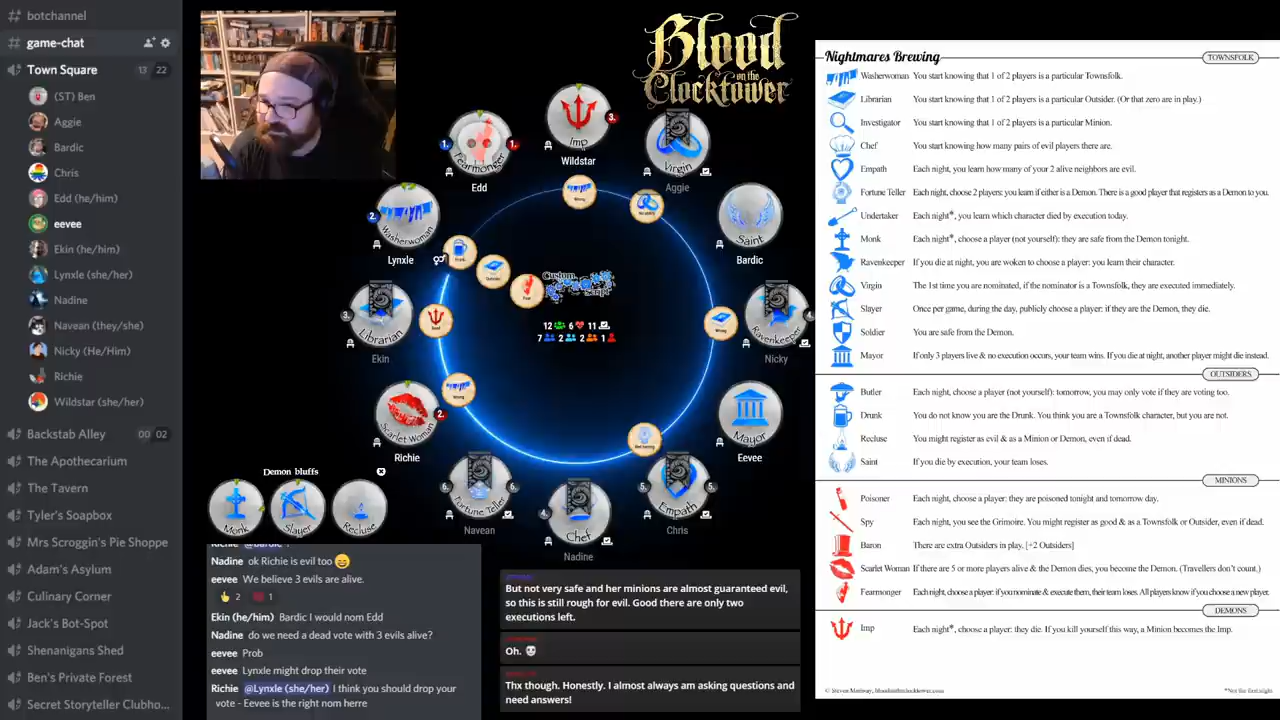 # botchannel
# game-chat
Town Square 13 22
(ST) Ben
Aggie
Bardic
Chris
Edd (he/him)
eevee
Ekin (he/him)
Lynxle (she/her)
Nadine
Navean (they/she)
Nicky (He/Him)
Richie
Wildstar (she/her)
Backstab Alley 00 02
The Apothecarium
The Tavern
Tyler's Soapbox
Mrs Scroggin's Pie Shoppe
Adam's Asylum
Culinary Corner
Jack's Bot-Spot
Shenanigans Shed
Ben's Private Forest
Secret Storyteller Clubho...
Blood
on the
Clocktower
Imp
3.
Wildstar
Fearmonger
1.
1.
Edd
Virgin
Aggie
Washerwoman
2.
Lynxle
Saint
Bardic
Librarian
3.
Ekin
Ravenkeeper
4.
Nicky
Scarlet Woman
2.
Richie
Mayor
Eevee
Fortune Teller
6.
6.
Navean
Chef
Nadine
Empath
5.
5.
Chris
12 6 11
7 2 2 1
Demon bluffs
Monk
Slayer
Recluse
Richie @Bardic
Nadine ok Richie is evil too 😄
eevee We believe 3 evils are alive.
👍 2 1
Ekin (he/him) Bardic I would nom Edd
Nadine do we need a dead vote with 3 evils alive?
eevee Prob
eevee Lynxle might drop their vote
Richie @Lynxle (she/her) I think you should drop your
vote - Eevee is the right nom herre
But not very safe and her minions are almost guaranteed evil,
so this is still rough for evil. Good there are only two
executions left.
Oh.
Thx though. Honestly. I almost always am asking questions and
need answers!
Nightmares Brewing
TOWNSFOLK
Washerwoman You start knowing that 1 of 2 players is a particular Townsfolk.
Librarian You start knowing that 1 of 2 players is a particular Outsider. (Or that zero are in play.)
Investigator You start knowing that 1 of 2 players is a particular Minion.
Chef You start knowing how many pairs of evil players there are.
Empath Each night, you learn how many of your 2 alive neighbors are evil.
Fortune Teller Each night, choose 2 players: you learn if either is a Demon. There is a good player that registers as a Demon to you.
Undertaker Each night*, you learn which character died by execution today.
Monk Each night*, choose a player (not yourself): they are safe from the Demon tonight.
Ravenkeeper If you die at night, you are woken to choose a player: you learn their character.
Virgin The 1st time you are nominated, if the nominator is a Townsfolk, they are executed immediately.
Slayer Once per game, during the day, publicly choose a player: if they are the Demon, they die.
Soldier You are safe from the Demon.
Mayor If only 3 players live & no execution occurs, your team wins. If you die at night, another player might die instead.
OUTSIDERS
Butler Each night, choose a player (not yourself): tomorrow, you may only vote if they are voting too.
Drunk You do not know you are the Drunk. You think you are a Townsfolk character, but you are not.
Recluse You might register as evil & as a Minion or Demon, even if dead.
Saint If you die by execution, your team loses.
MINIONS
Poisoner Each night, choose a player: they are poisoned tonight and tomorrow day.
Spy Each night, you see the Grimoire. You might register as good & as a Townsfolk or Outsider, even if dead.
Baron There are extra Outsiders in play. [+2 Outsiders]
Scarlet Woman If there are 5 or more players alive & the Demon dies, you become the Demon. (Travellers don't count.)
Fearmonger Each night, choose a player: if you nominate & execute them, their team loses. All players know if you choose a new player.
DEMONS
Imp Each night*, choose a player: they die. If you kill yourself this way, a Minion becomes the Imp.
*Not the first night